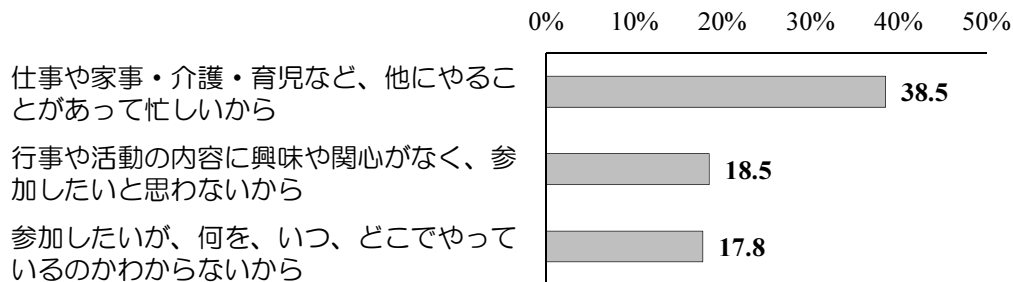 0% 10% 20% 30% 40% 50%
仕事や家事・介護・育児など、他にやるこ
とがあって忙しいから
38.5
行事や活動の内容に興味や関心がなく、参
加したいと思わないから
18.5
参加したいが、何を、いつ、どこでやって
いるのかわからないから
17.8